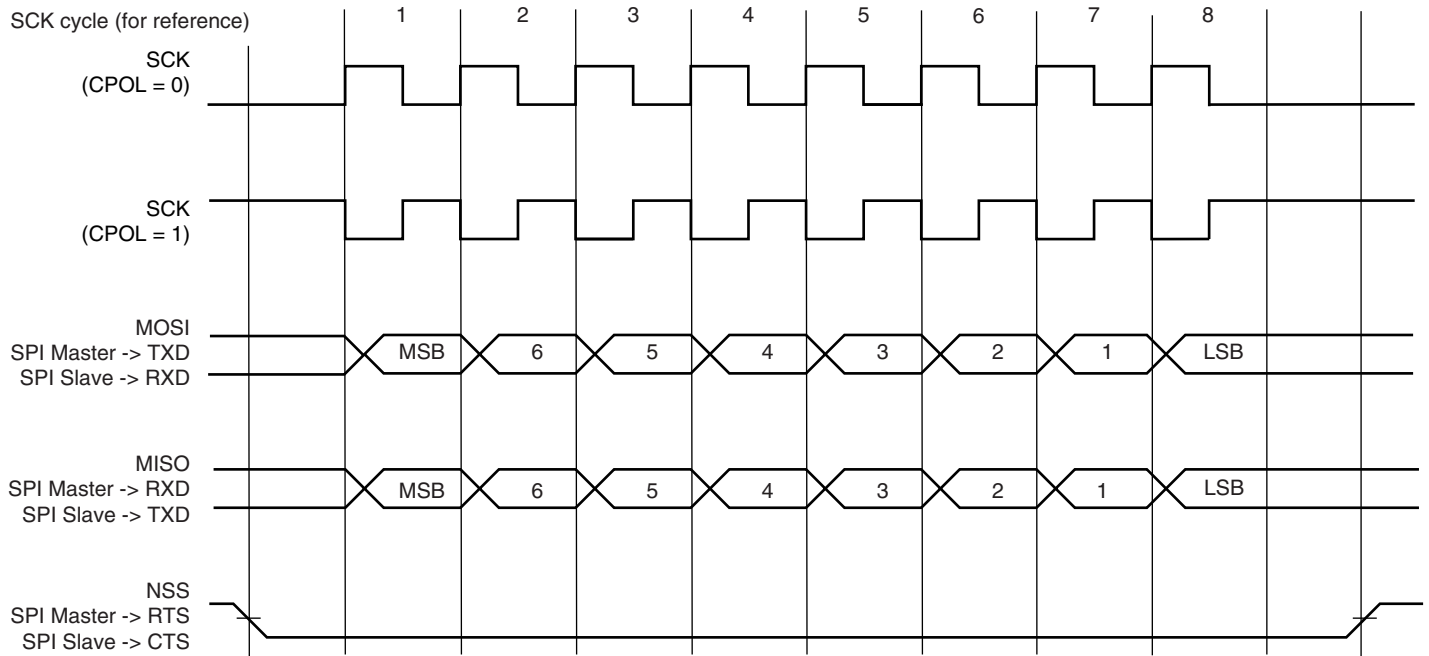 SCK cycle (for reference)
1 2 3 4 5 6 7 8
SCK
(CPOL = 0)
SCK
(CPOL = 1)
MOSI
SPI Master -> TXD
SPI Slave -> RXD
MSB 6 5 4 3 2 1 LSB
MISO
SPI Master -> RXD
SPI Slave -> TXD
MSB 6 5 4 3 2 1 LSB
NSS
SPI Master -> RTS
SPI Slave -> CTS